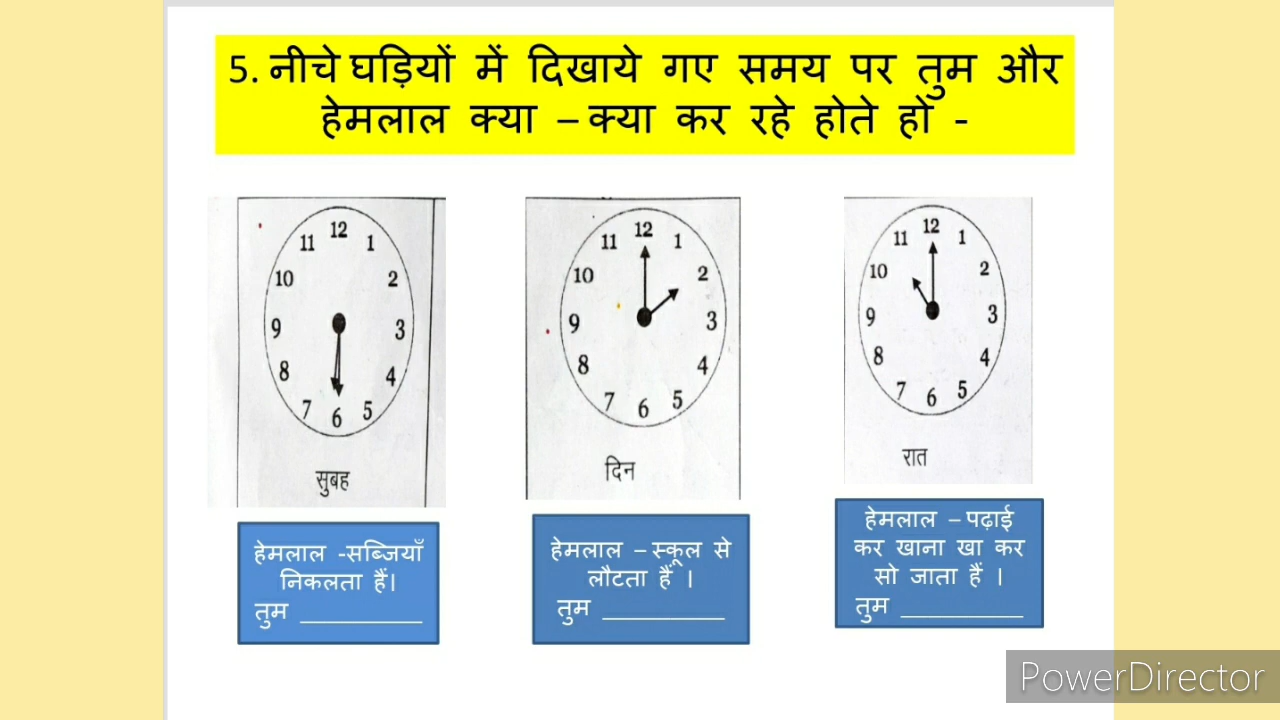 5. नीचे घड़ियों में दिखाये गए समय पर तुम और
हेमलाल क्या – क्या कर रहे होते हो -
12
11 1
10 2
9 3
8 4
7 6 5
सुबह
12
11 1
10 2
9 3
8 4
7 6 5
दिन
12
11 1
10 2
9 3
8 4
7 6 5
रात
हेमलाल -सब्जियाँ
निकलता हैं।
तुम ___________
हेमलाल – स्कूल से
लौटता हैं ।
तुम ___________
हेमलाल – पढ़ाई
कर खाना खा कर
सो जाता हैं ।
तुम ___________
PowerDirector